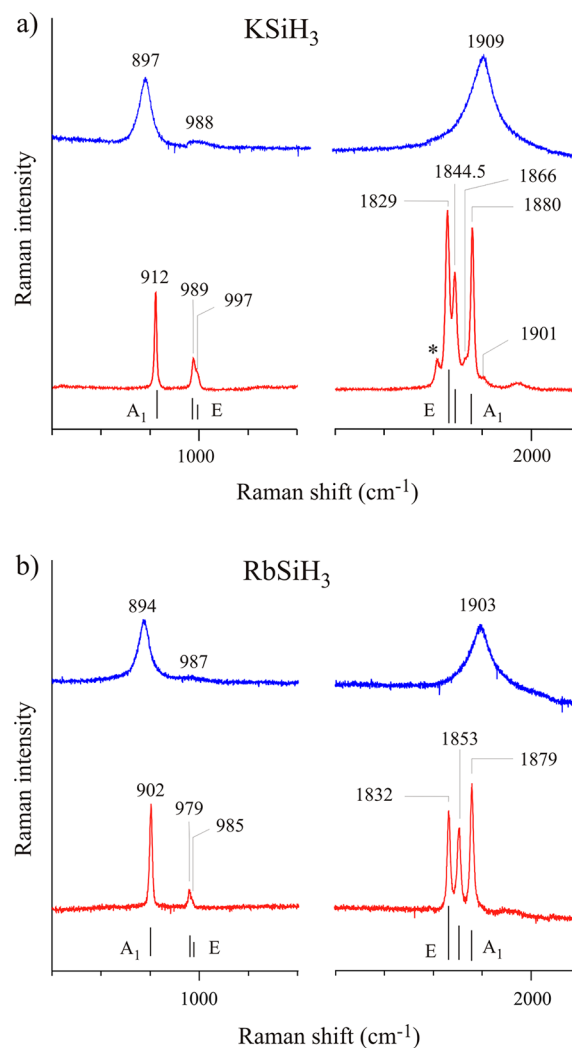 a) KSiH3
897
988
1909
1829
1844.5
1866
1880
912
989
997
*
1901
A1
E
E
A1
1000
2000
Raman intensity
Raman shift (cm-1)
b) RbSiH3
894
987
1903
1832
1853
1879
902
979
985
A1
E
E
A1
1000
2000
Raman intensity
Raman shift (cm-1)